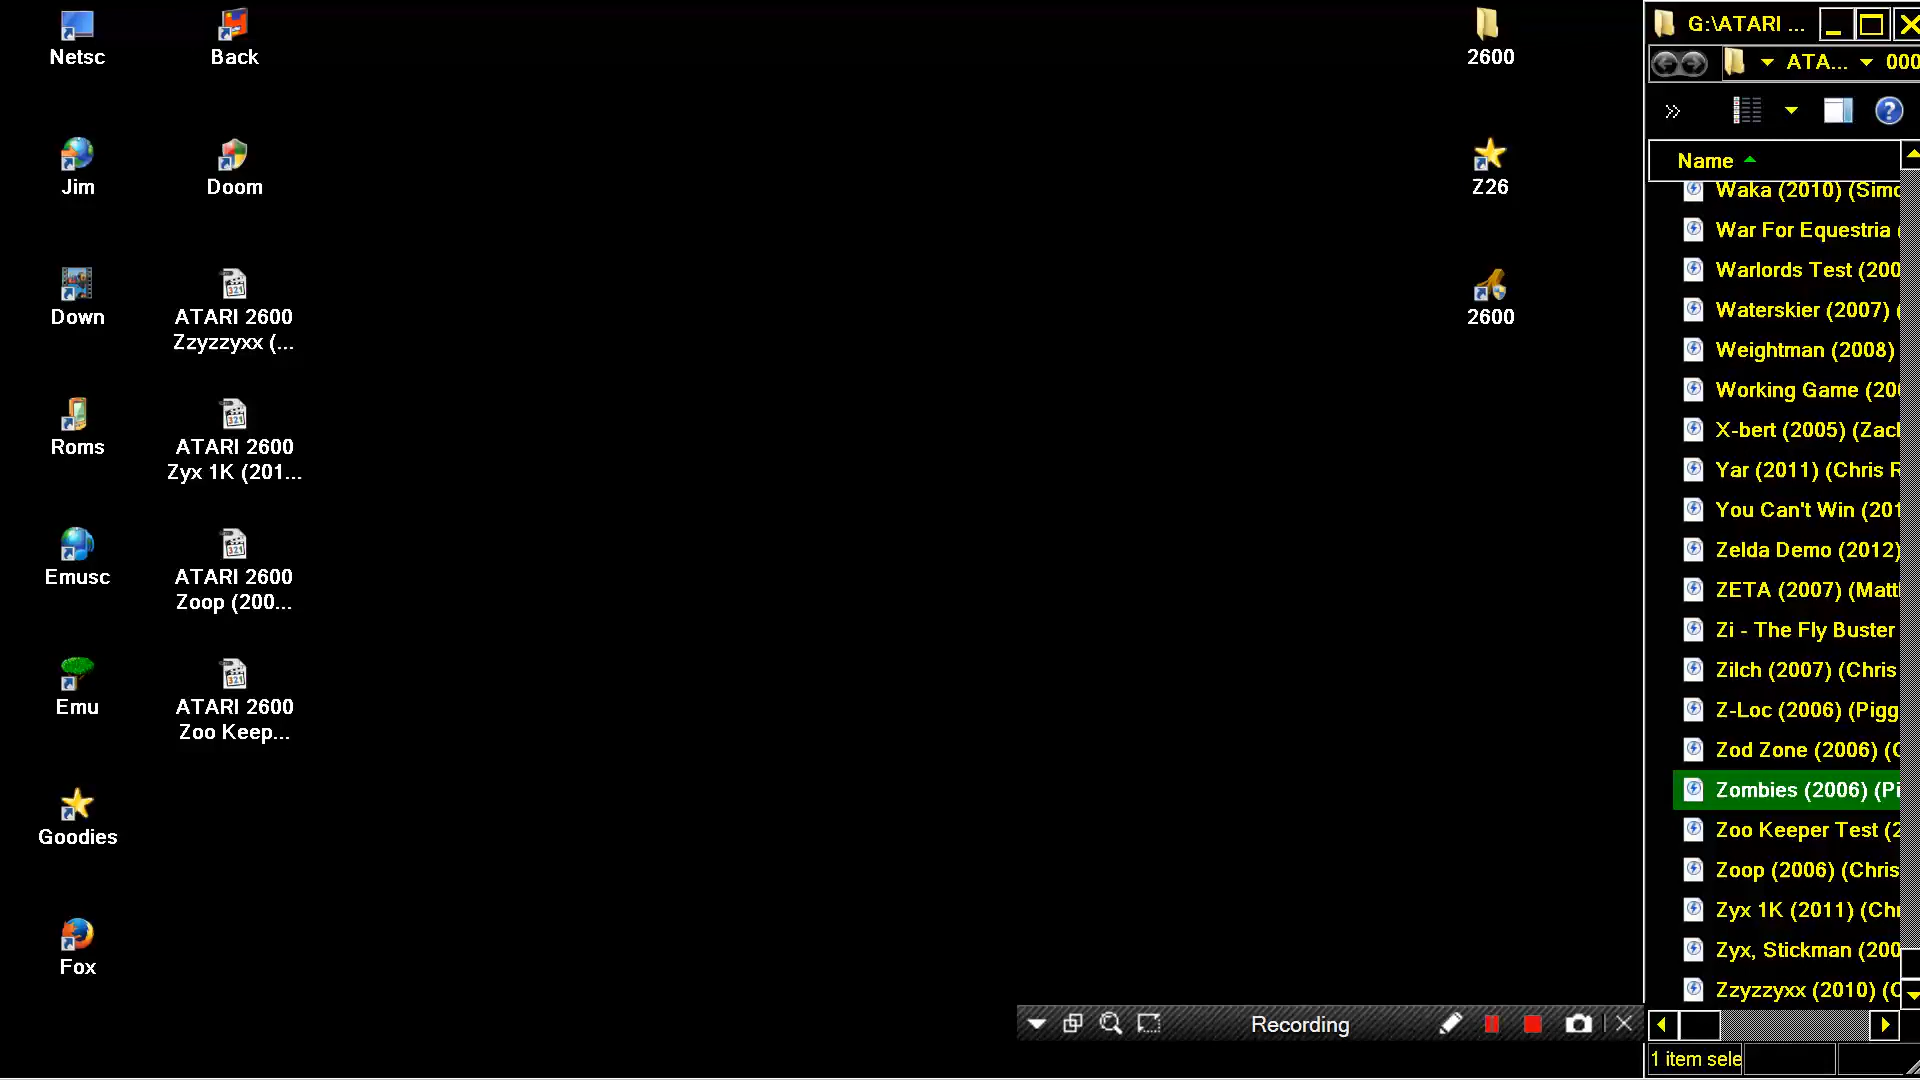 Netsc
Back
2600
Jim
Doom
Z26
Down
ATARI 2600
Zzyzzyxx (...
2600
Roms
ATARI 2600
Zyx 1K (201...
Emusc
ATARI 2600
Zoop (200...
Emu
ATARI 2600
Zoo Keep...
Goodies
Fox
G:\ATARI ...
ATA...
000
Name
Waka (2010) (Simo
War For Equestria (
Warlords Test (200
Waterskier (2007) (
Weightman (2008)
Working Game (20
X-bert (2005) (Zach
Yar (2011) (Chris R
You Can't Win (201
Zelda Demo (2012)
ZETA (2007) (Matt
Zi - The Fly Buster
Zilch (2007) (Chris
Z-Loc (2006) (Pigg
Zod Zone (2006) (C
Zombies (2006) (Pi
Zoo Keeper Test (2
Zoop (2006) (Chris
Zyx 1K (2011) (Chr
Zyx, Stickman (200
Zzyzzyxx (2010) (C
Recording
1 item sele